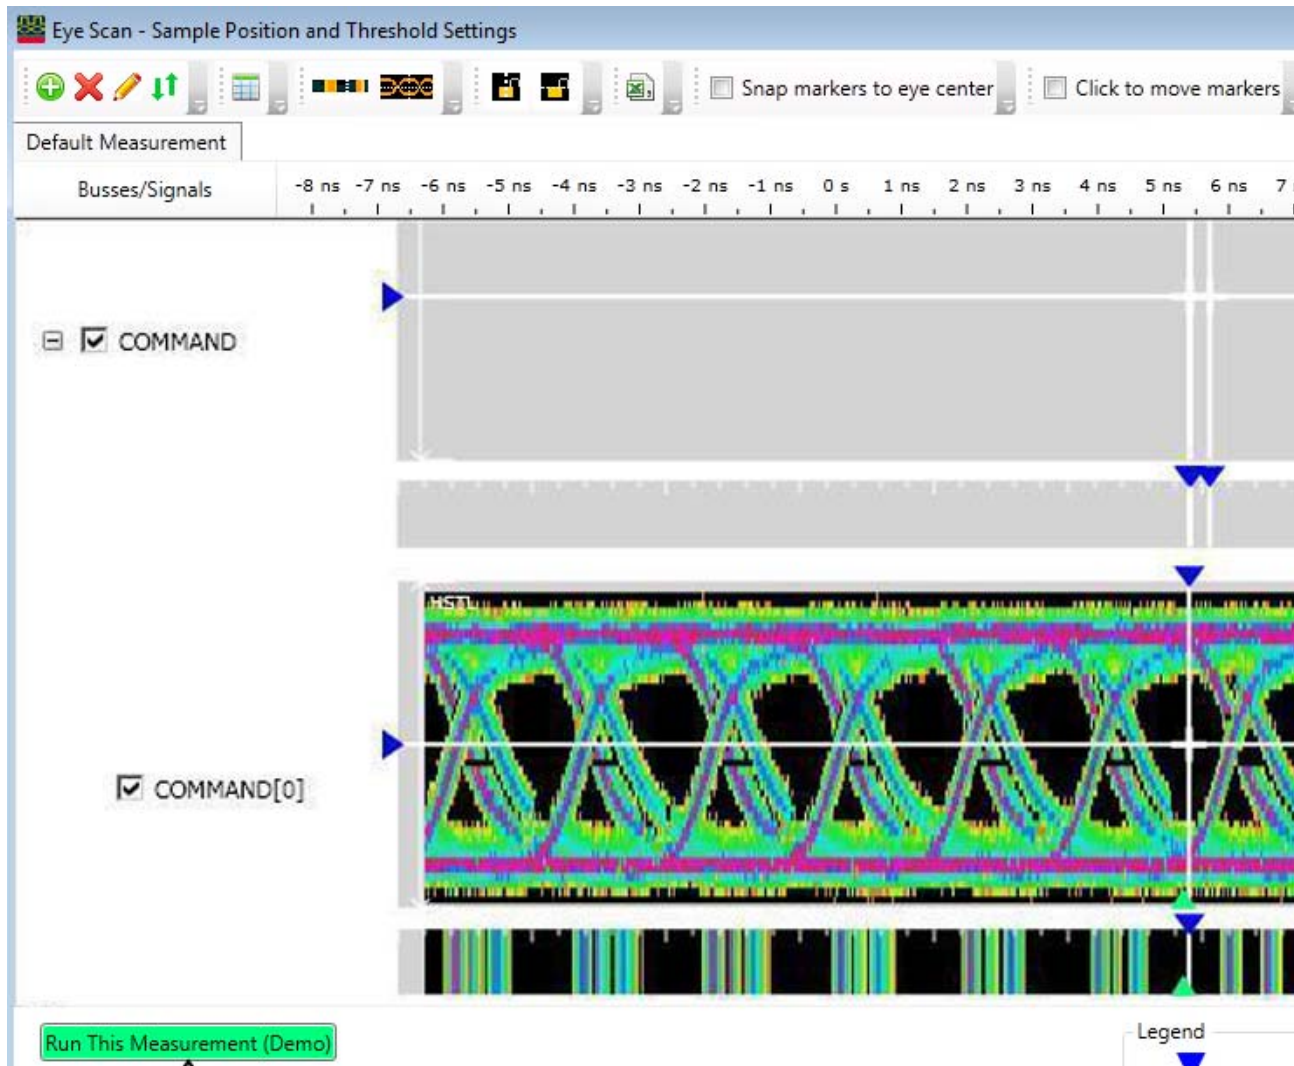 Eye Scan - Sample Position and Threshold Settings
Snap markers to eye center Click to move markers
Default Measurement
Busses/Signals -8 ns -7 ns -6 ns -5 ns -4 ns -3 ns -2 ns -1 ns 0 s 1 ns 2 ns 3 ns 4 ns 5 ns 6 ns 7
COMMAND
HSTL
COMMAND[0]
Run This Measurement (Demo)
Legend